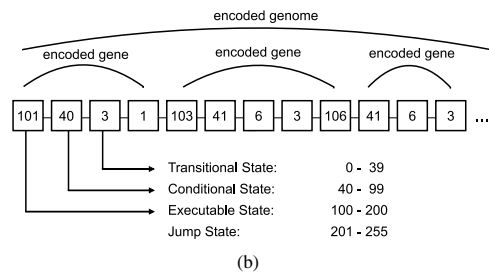 encoded genome
encoded gene encoded gene encoded gene
101 40 3 1 103 41 6 3 106 41 6 3 ...
Transitional State: 0 - 39
Conditional State: 40 - 99
Executable State: 100 - 200
Jump State: 201 - 255
(b)